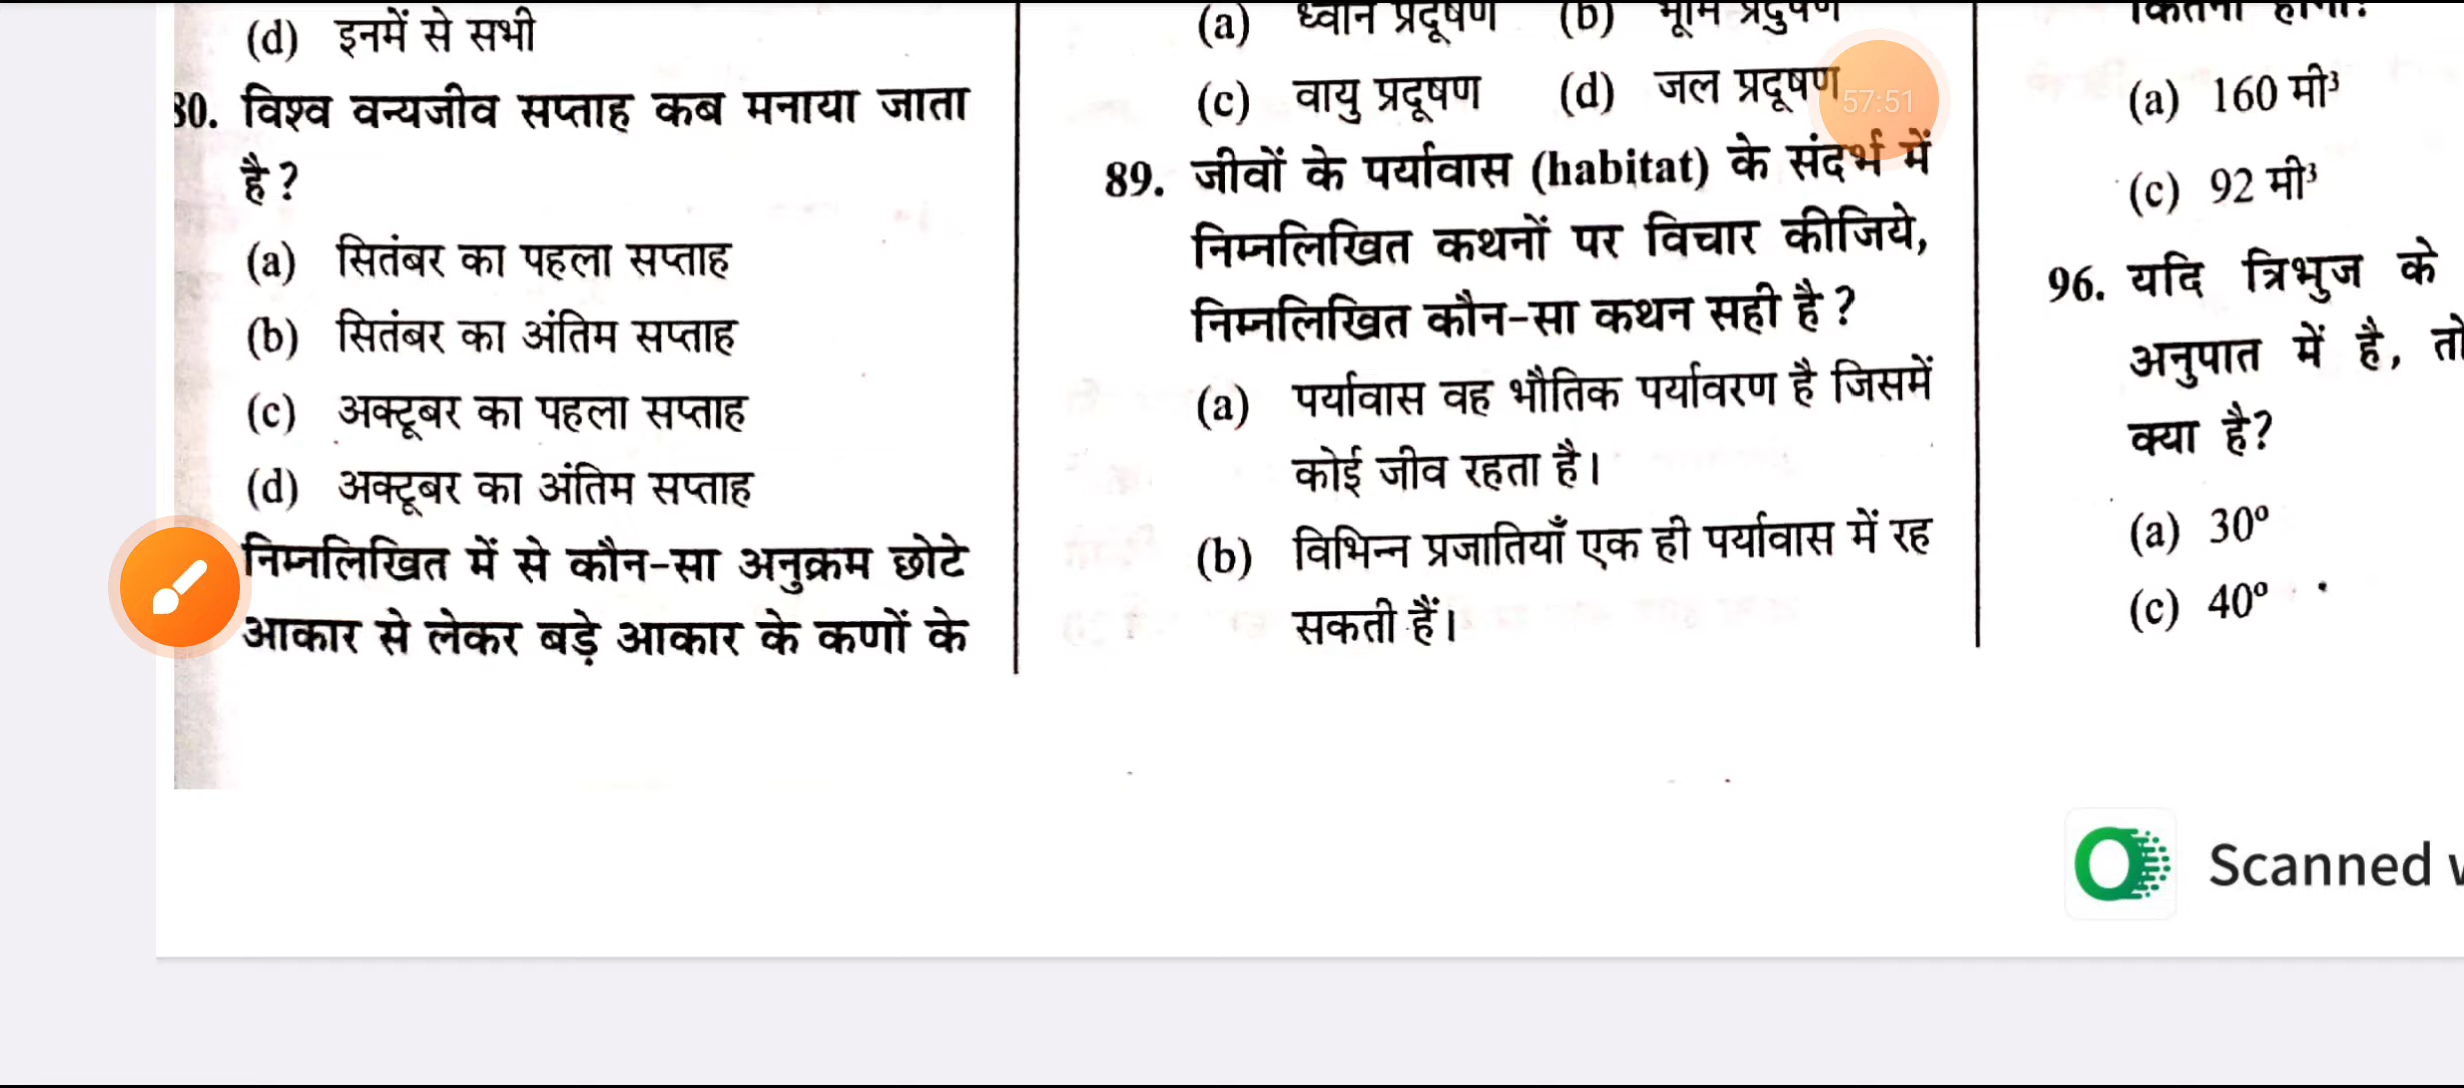 (d) इनमें से सभी
80. विश्व वन्यजीव सप्ताह कब मनाया जाता
है ?
(a) सितंबर का पहला सप्ताह
(b) सितंबर का अंतिम सप्ताह
(c) अक्टूबर का पहला सप्ताह
(d) अक्टूबर का अंतिम सप्ताह
निम्नलिखित में से कौन-सा अनुक्रम छोटे
आकार से लेकर बड़े आकार के कणों के
(a) ध्वनि प्रदूषण (b) भूमि प्रदुषण
(c) वायु प्रदूषण (d) जल प्रदूषण
57:51
89. जीवों के पर्यावास (habitat) के संदर्भ में
निम्नलिखित कथनों पर विचार कीजिये,
निम्नलिखित कौन-सा कथन सही है ?
(a) पर्यावास वह भौतिक पर्यावरण है जिसमें
कोई जीव रहता है।
(b) विभिन्न प्रजातियाँ एक ही पर्यावास में रह
सकती हैं।
(a) 160 मी³
(c) 92 मी³
96. यदि त्रिभुज के
अनुपात में है, तो
क्या है?
(a) 30°
(c) 40°
Scanned